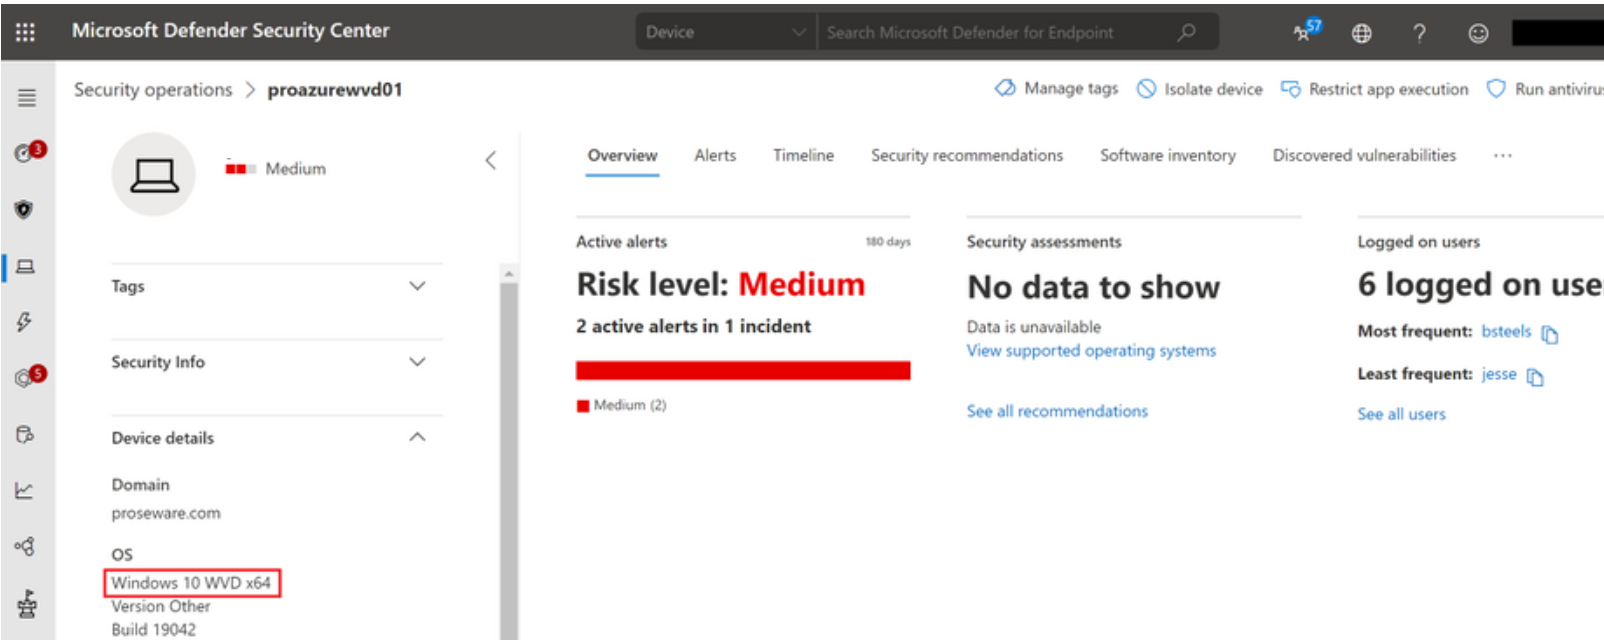 Microsoft Defender Security Center
Device
Search Microsoft Defender for Endpoint
57
?
Security operations > proazurewvd01
Manage tags
Isolate device
Restrict app execution
Run antivirus
3
5
Medium
Tags
Security Info
Device details
Domain
proseware.com
OS
Windows 10 WVD x64
Version Other
Build 19042
Overview
Alerts
Timeline
Security recommendations
Software inventory
Discovered vulnerabilities
...
Active alerts
180 days
Risk level: Medium
2 active alerts in 1 incident
Medium (2)
Security assessments
No data to show
Data is unavailable
View supported operating systems
See all recommendations
Logged on users
6 logged on use
Most frequent: bsteels
Least frequent: jesse
See all users